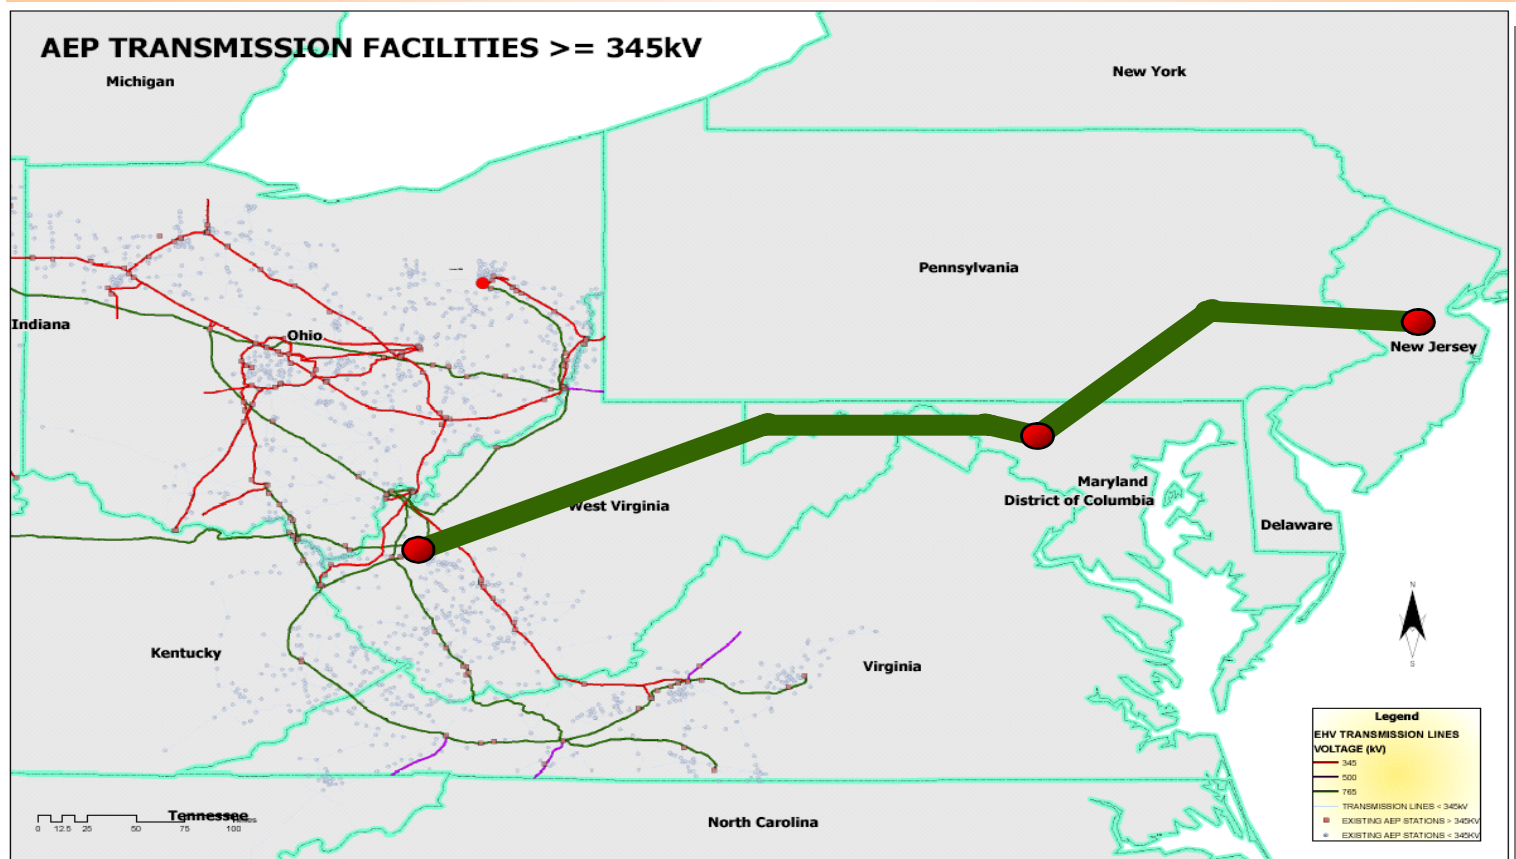 AEP TRANSMISSION FACILITIES >= 345kV
Michigan
New York
Pennsylvania
Indiana
Ohio
New Jersey
West Virginia
Maryland
District of Columbia
Delaware
Kentucky
Virginia
Tennessee
North Carolina
N
S
0 12.5 25 50 75 100
Legend
EHV TRANSMISSION LINES
VOLTAGE (kV)
345
500
765
TRANSMISSION LINES < 345kV
EXISTING AEP STATIONS > 345KV
EXISTING AEP STATIONS < 345KV